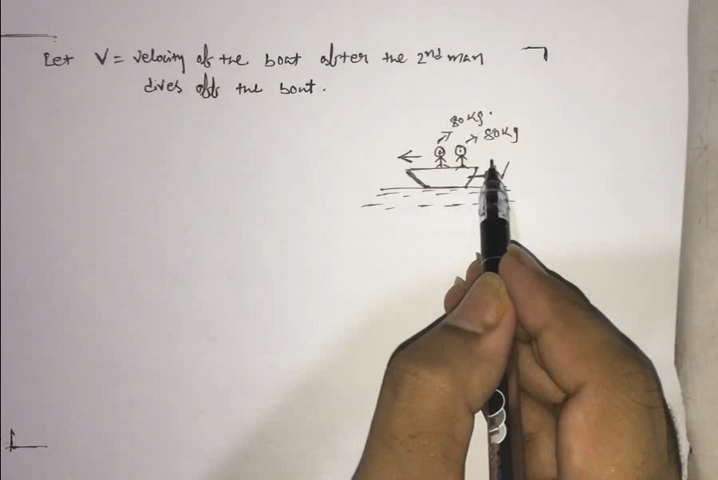 Let V = velocity of the boat after the 2nd man
dives off the boat.
80 Kg.
80 Kg
V